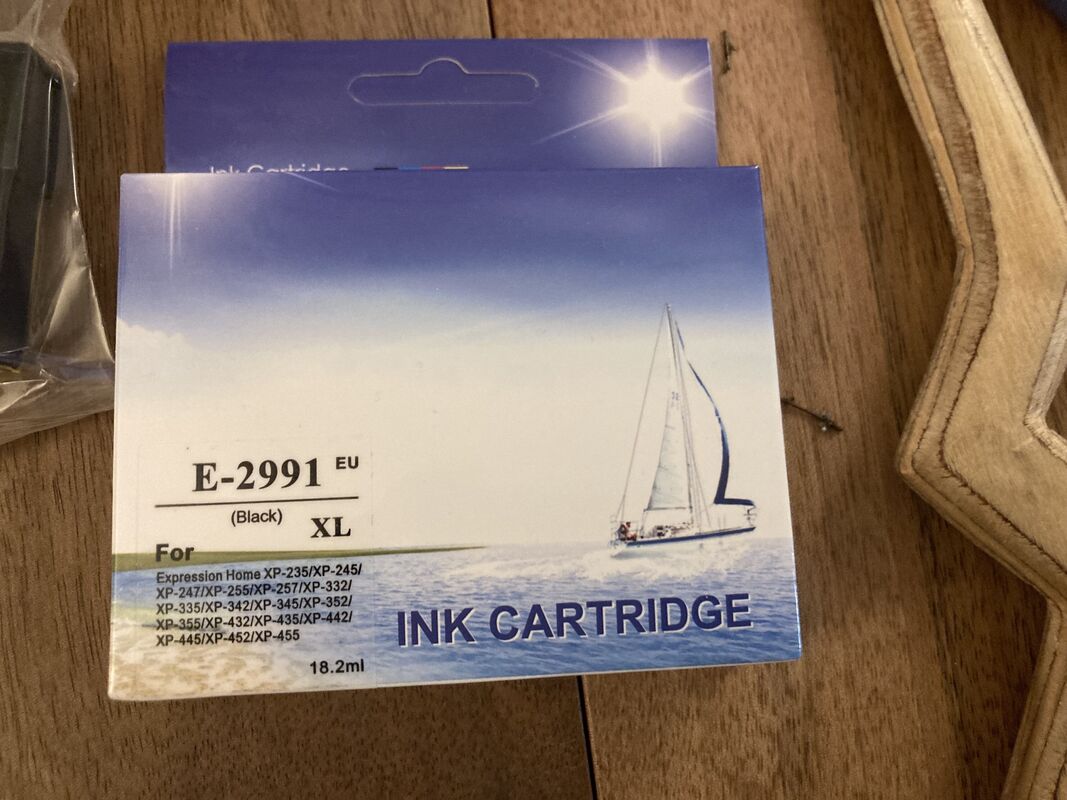 Ink Cartridge
E-2991 EU
(Black)
XL
For
Expression Home XP-235/XP-245/
XP-247/XP-255/XP-257/XP-332/
XP-335/XP-342/XP-345/XP-352/
XP-355/XP-432/XP-435/XP-442/
XP-445/XP-452/XP-455
18.2ml
INK CARTRIDGE